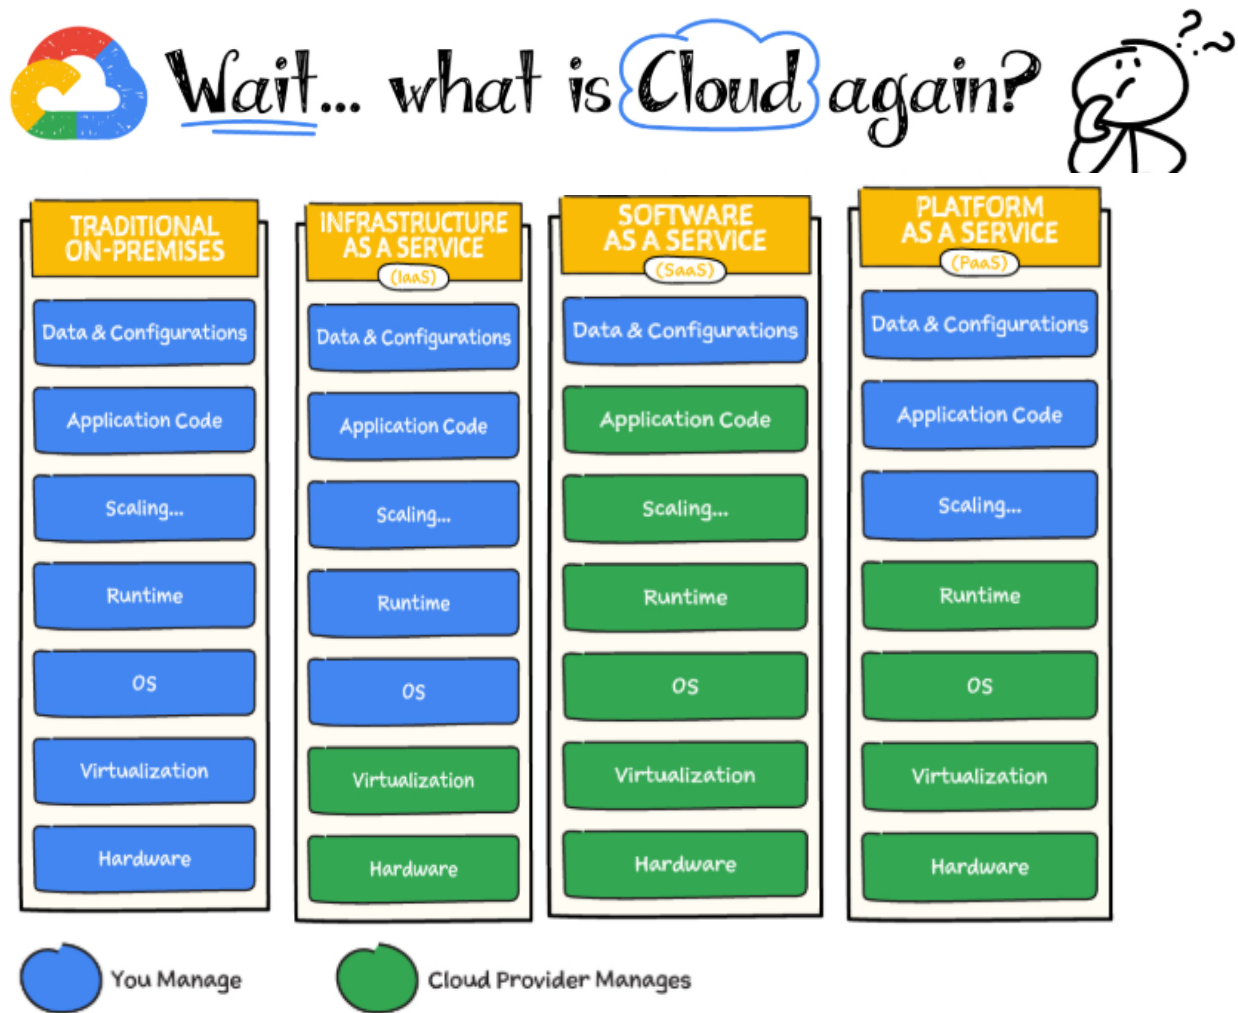 Wait... what is Cloud again?
???
TRADITIONAL
ON-PREMISES
Data & Configurations
Application Code
Scaling...
Runtime
OS
Virtualization
Hardware
INFRASTRUCTURE
AS A SERVICE
(IaaS)
Data & Configurations
Application Code
Scaling...
Runtime
OS
Virtualization
Hardware
SOFTWARE
AS A SERVICE
(SaaS)
Data & Configurations
Application Code
Scaling...
Runtime
OS
Virtualization
Hardware
PLATFORM
AS A SERVICE
(PaaS)
Data & Configurations
Application Code
Scaling...
Runtime
OS
Virtualization
Hardware
You Manage
Cloud Provider Manages